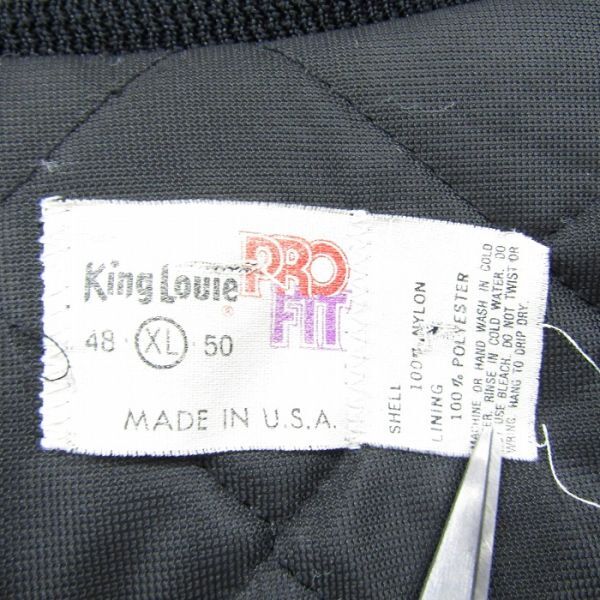 King Louie PRO
® FIT
48 XL 50
MADE IN U.S.A.
SHELL
100% NYLON
LINING
100% POLYESTER
MACHINE OR HAND WASH IN COLD
RINSE IN COLD WATER. DO
USE BLEACH. DO NOT TWIST OR
WRING. HANG TO DRIP DRY.